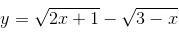 y = √(2x + 1) − √(3 − x)